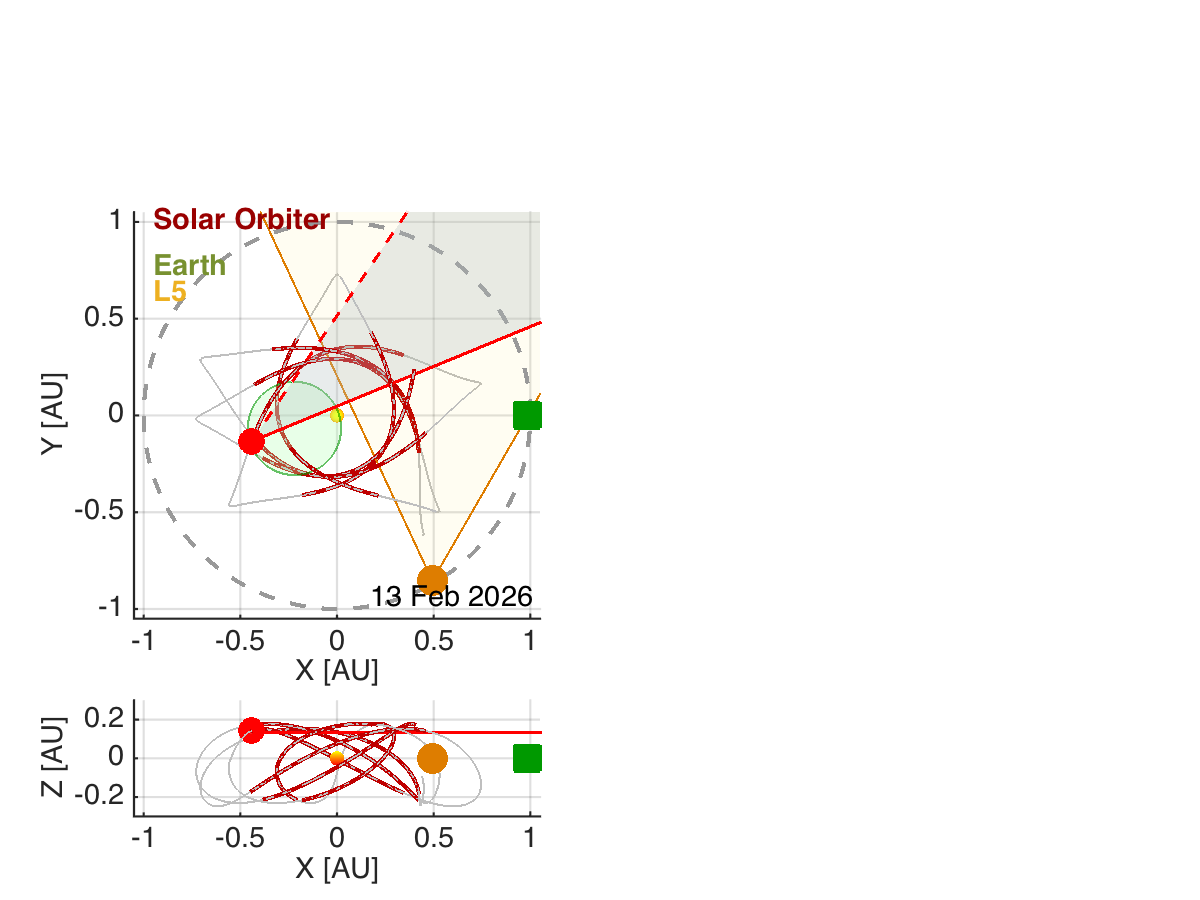 Solar Orbiter
Earth
L5
13 Feb 2026
1
0.5
0
-0.5
-1
Y [AU]
-1 -0.5 0 0.5 1
X [AU]
0.2
0
-0.2
Z [AU]
-1 -0.5 0 0.5 1
X [AU]